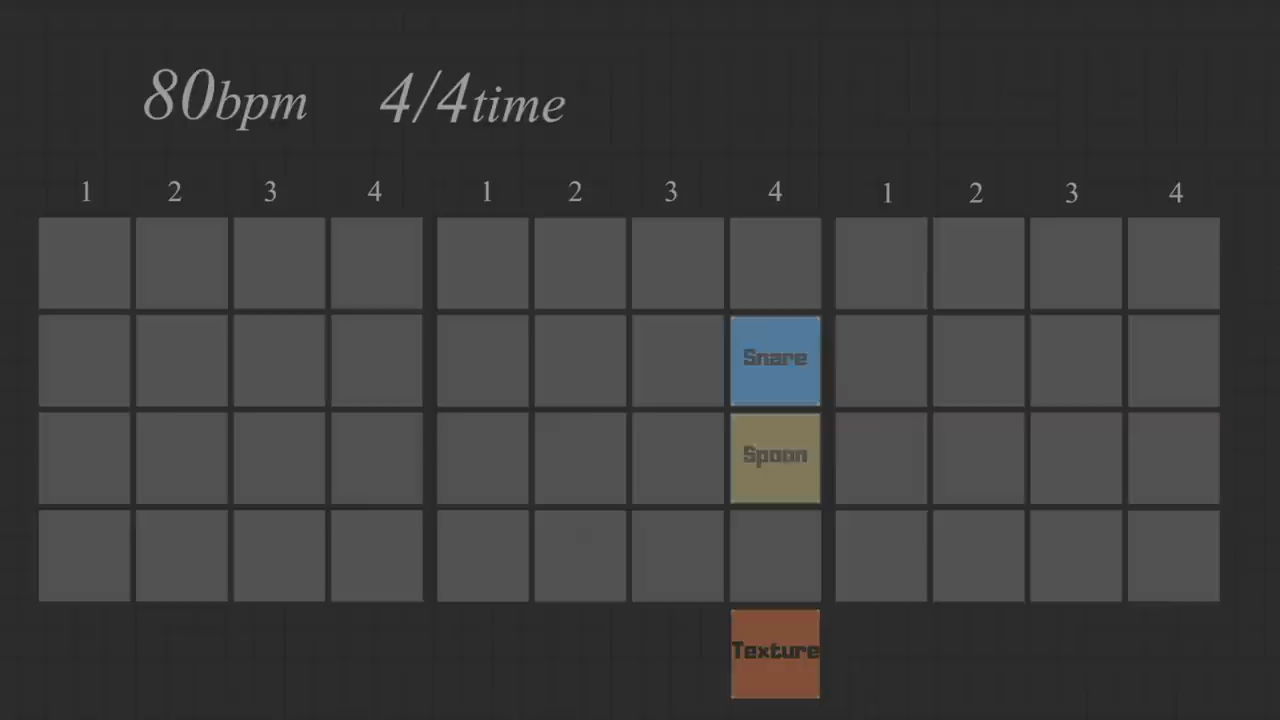 80bpm 4/4time
1 2 3 4 1 2 3 4 1 2 3 4
Snare
Spoon
Texture